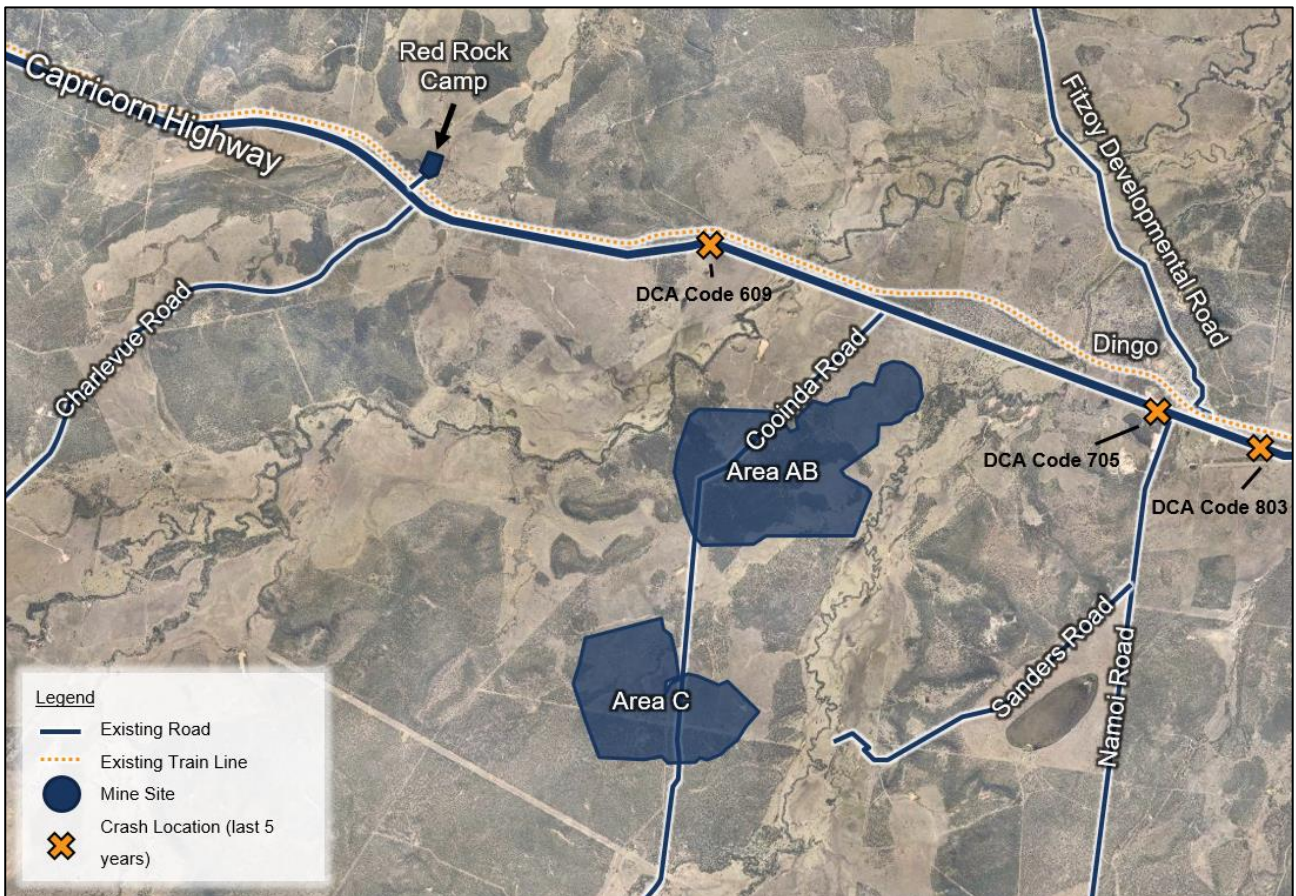 Capricorn Highway
Red Rock
Camp
Fitzoy Developmental Road
DCA Code 609
Charlevue Road
Cooinda Road
Dingo
DCA Code 705
Area AB
DCA Code 803
Sanders Road
Namoi Road
Area C
Legend
Existing Road
Existing Train Line
Mine Site
Crash Location (last 5
years)